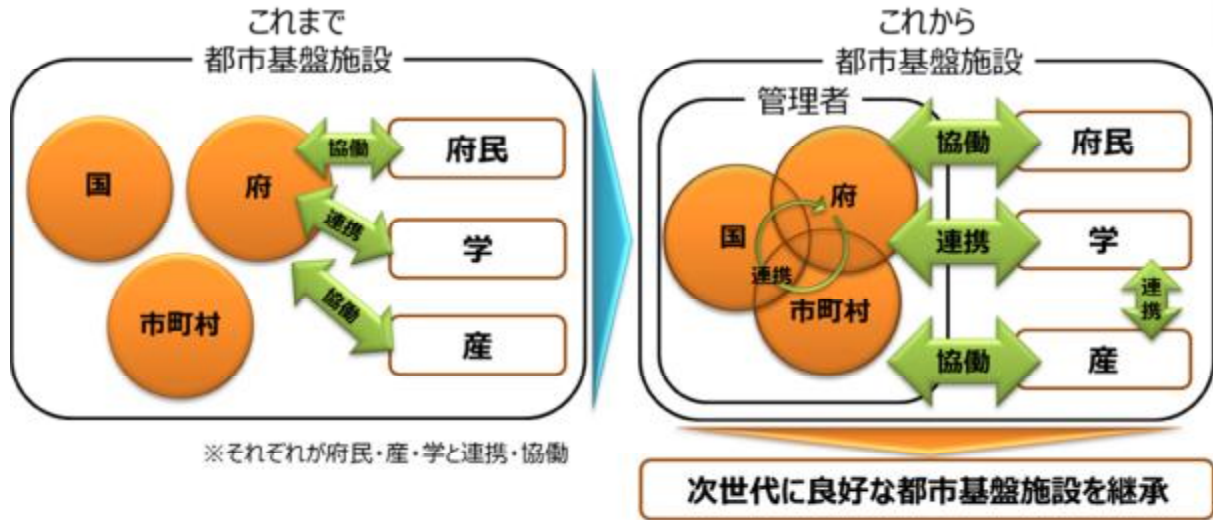 これまで
都市基盤施設
国
府
市町村
協働
連携
協働
府民
学
産
※それぞれが府民・産・学と連携・協働
これから
都市基盤施設
管理者
国
府
市町村
連携
協働
連携
協働
府民
学
連携
産
次世代に良好な都市基盤施設を継承